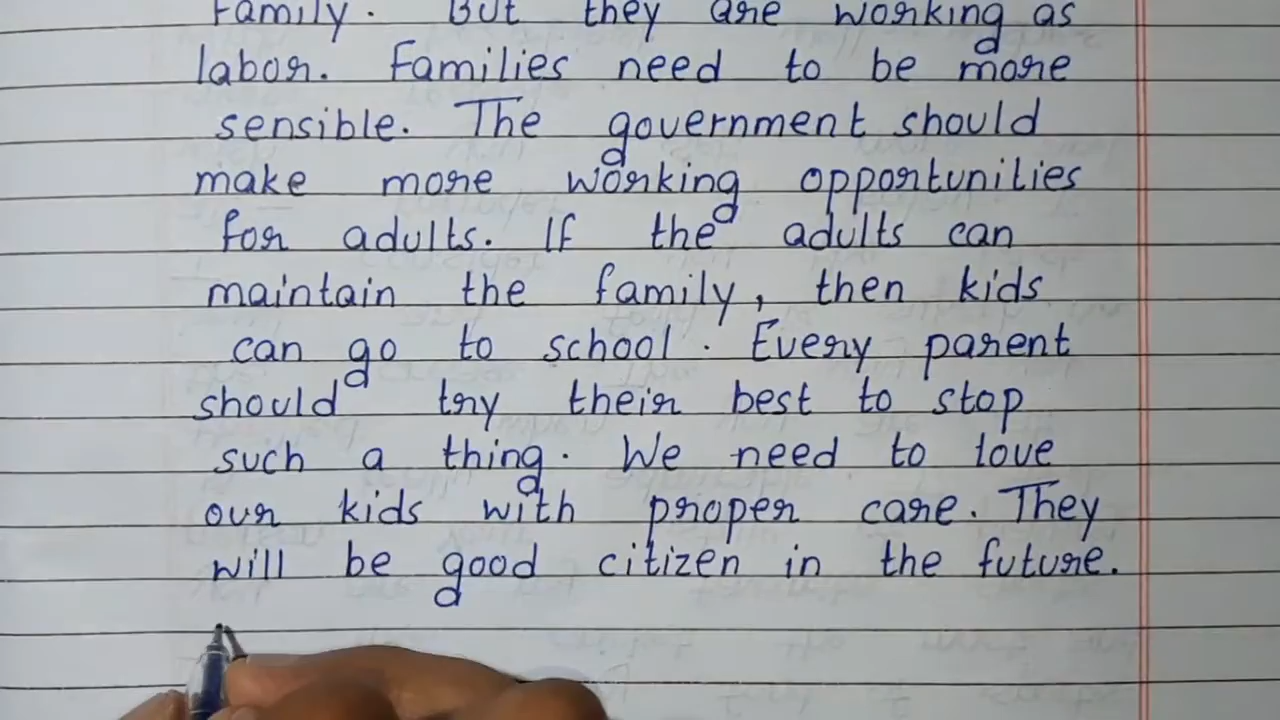 Family. But they are working as
labor. Families need to be more
sensible. The government should
make more working opportunities
for adults. If the adults can
maintain the family, then kids
can go to school. Every parent
should try their best to stop
such a thing. We need to love
our kids with proper care. They
will be good citizen in the future.